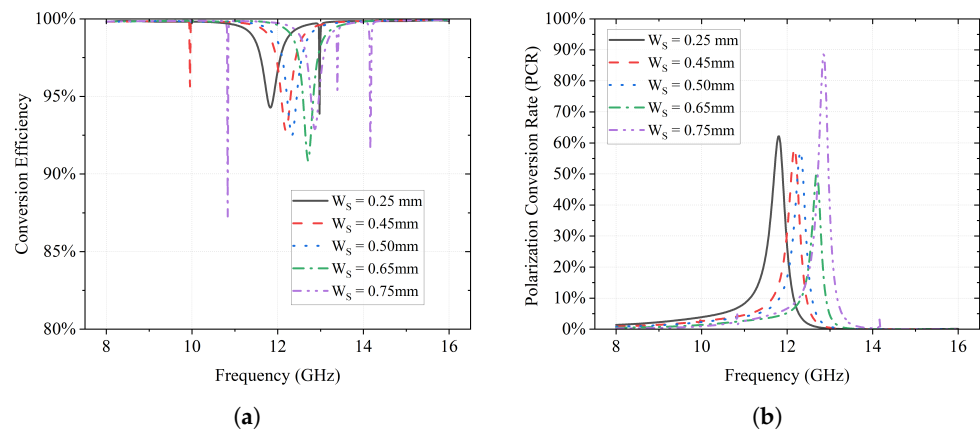 100%
95%
90%
85%
80%
Conversion Efficiency
W_S = 0.25 mm
W_S = 0.45mm
W_S = 0.50mm
W_S = 0.65mm
W_S = 0.75mm
8 10 12 14 16
Frequency (GHz)
(a)
100%
90%
80%
70%
60%
50%
40%
30%
20%
10%
0%
Polarization Conversion Rate (PCR)
W_S = 0.25 mm
W_S = 0.45mm
W_S = 0.50mm
W_S = 0.65mm
W_S = 0.75mm
8 10 12 14 16
Frequency (GHz)
(b)